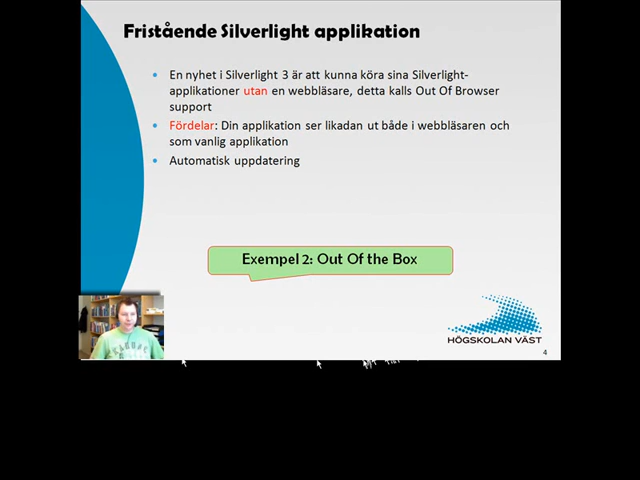 Fristående Silverlight applikation
• En nyhet i Silverlight 3 är att kunna köra sina Silverlight-
applikationer utan en webbläsare, detta kalls Out Of Browser
support
• Fördelar: Din applikation ser likadan ut både i webbläsaren och
som vanlig applikation
• Automatisk uppdatering
Exempel 2: Out Of the Box
HÖGSKOLAN VÄST
4